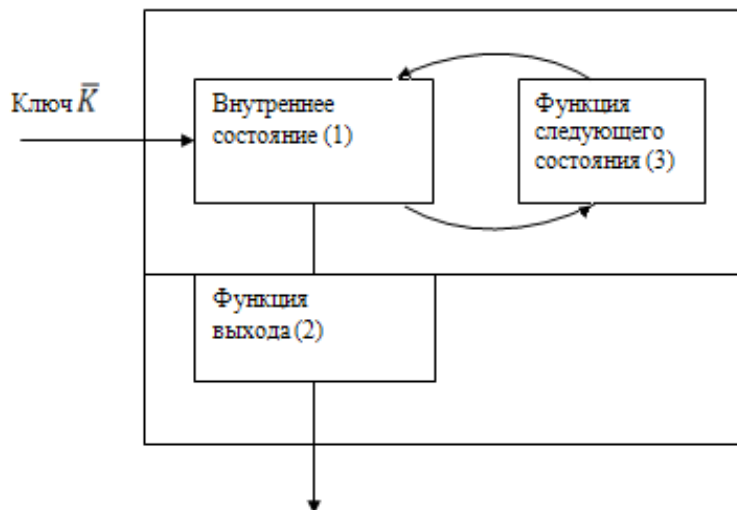 Ключ K̅
Внутреннее
состояние (1)
Функция
следующего
состояния (3)
Функция
выхода (2)